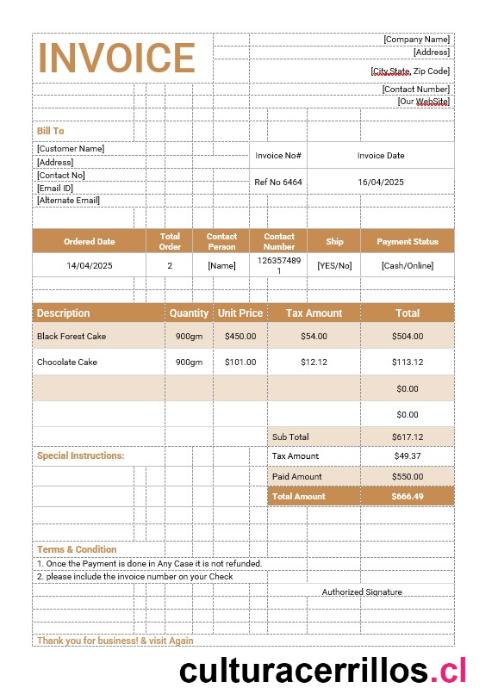 INVOICE
[Company Name]
[Address]
[City,State, Zip Code]
[Contact Number]
[Our WebSite]
Bill To
[Customer Name]
[Address]
[Contact No]
[Email ID]
[Alternate Email]
Invoice No# Invoice Date
Ref No 6464 16/04/2025
Ordered Date Total Order Contact Person Contact Number Ship Payment Status
14/04/2025 2 [Name] 126357489 [YES/No] [Cash/Online]
1
Description Quantity Unit Price Tax Amount Total
Black Forest Cake 900gm $450.00 $54.00 $504.00
Chocolate Cake 900gm $101.00 $12.12 $113.12
$0.00
$0.00
Sub Total $617.12
Special Instructions: Tax Amount $49.37
Paid Amount $550.00
Total Amount $666.49
Terms & Condition
1. Once the Payment is done in Any Case it is not refunded.
2. please include the invoice number on your Check
Authorized Signature
Thank you for business! & visit Again
culturacerrillos.cl